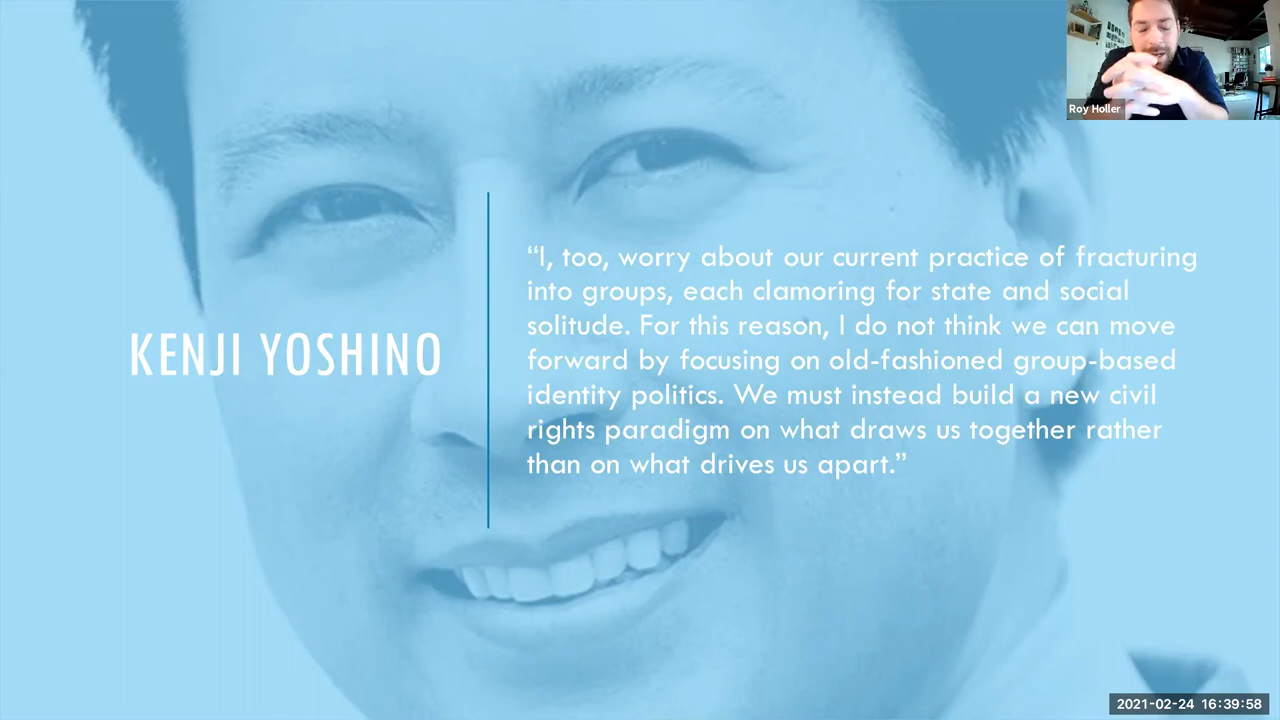 Roy Holler
KENJI YOSHINO
“I, too, worry about our current practice of fracturing
into groups, each clamoring for state and social
solitude. For this reason, I do not think we can move
forward by focusing on old-fashioned group-based
identity politics. We must instead build a new civil
rights paradigm on what draws us together rather
than on what drives us apart.”
2021-02-24 16:39:58